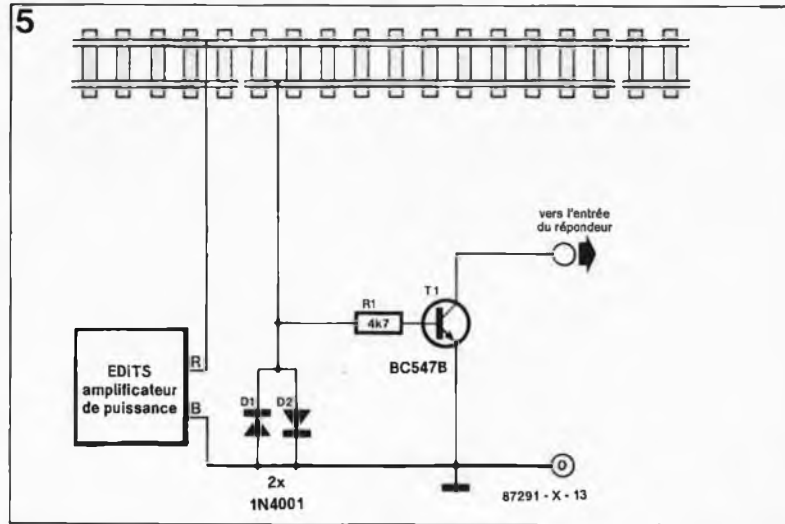 5
vers l'entrée
du répondeur
T1
R1
4k7
BC547B
EDiTS
amplificateur
de puissance
R
B
D1
D2
2x
1N4001
0
87291 - X - 13